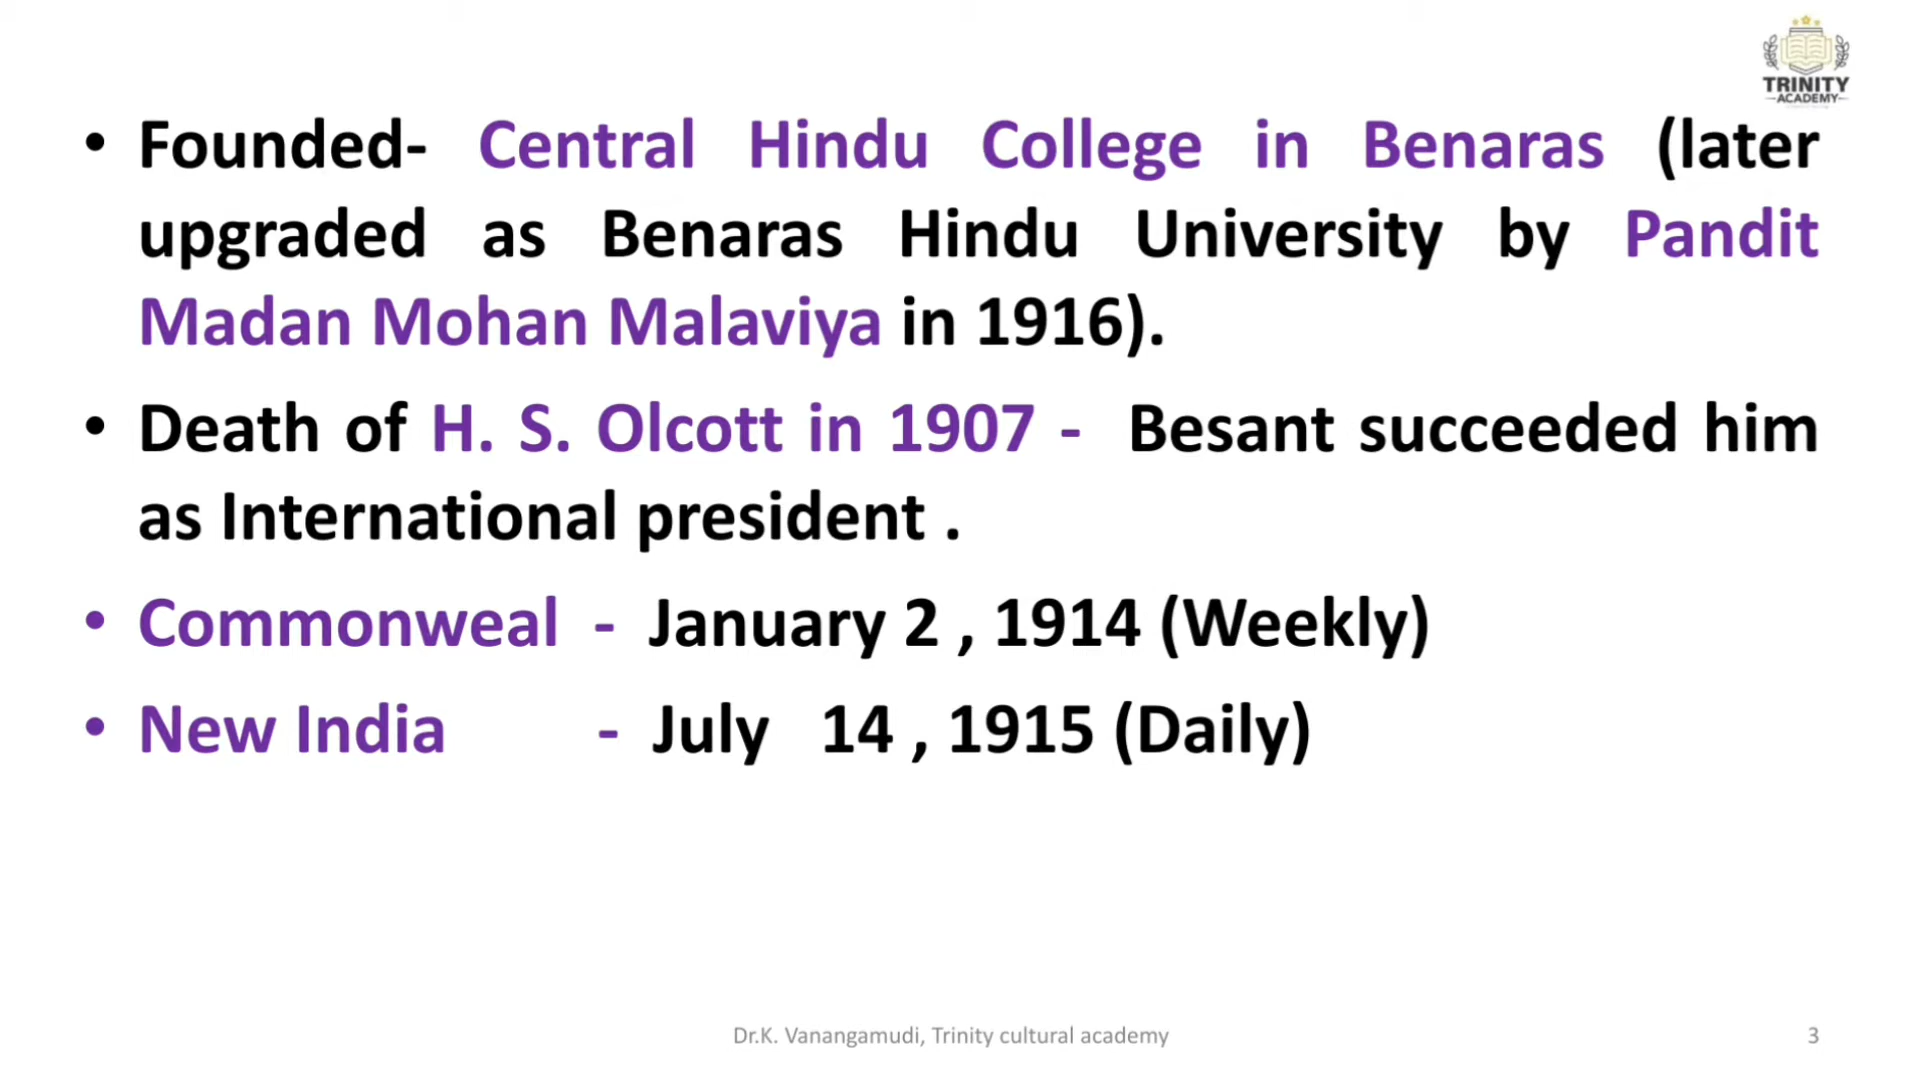 TRINITY
ACADEMY
• Founded- Central Hindu College in Benaras (later
upgraded as Benaras Hindu University by Pandit
Madan Mohan Malaviya in 1916).
• Death of H. S. Olcott in 1907 - Besant succeeded him
as International president .
• Commonweal - January 2 , 1914 (Weekly)
• New India - July 14 , 1915 (Daily)
Dr.K. Vanangamudi, Trinity cultural academy
3